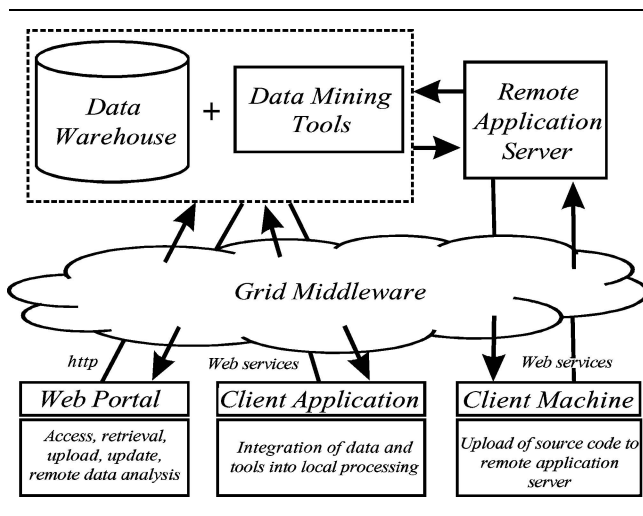 Data
Warehouse
+
Data Mining
Tools
Remote
Application
Server
Grid Middleware
http
Web services
Web services
Web Portal
Access, retrieval,
upload, update,
remote data analysis
Client Application
Integration of data and
tools into local processing
Client Machine
Upload of source code to
remote application
server